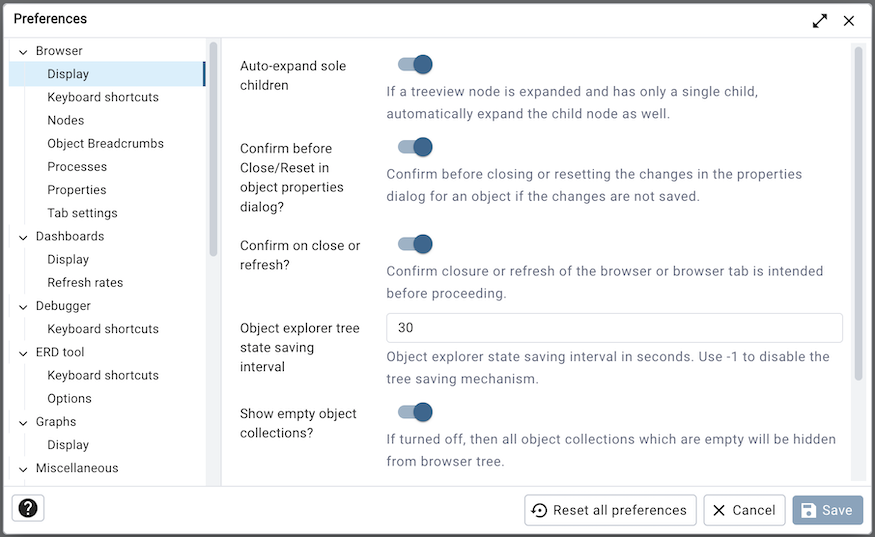 Preferences
Browser
Display
Keyboard shortcuts
Nodes
Object Breadcrumbs
Processes
Properties
Tab settings
Dashboards
Display
Refresh rates
Debugger
Keyboard shortcuts
ERD tool
Keyboard shortcuts
Options
Graphs
Display
Miscellaneous
Auto-expand sole
children
If a treeview node is expanded and has only a single child,
automatically expand the child node as well.
Confirm before
Close/Reset in
object properties
dialog?
Confirm before closing or resetting the changes in the properties
dialog for an object if the changes are not saved.
Confirm on close or
refresh?
Confirm closure or refresh of the browser or browser tab is intended
before proceeding.
Object explorer tree
state saving
interval
30
Object explorer state saving interval in seconds. Use -1 to disable the
tree saving mechanism.
Show empty object
collections?
If turned off, then all object collections which are empty will be hidden
from browser tree.
?
Reset all preferences
Cancel
Save